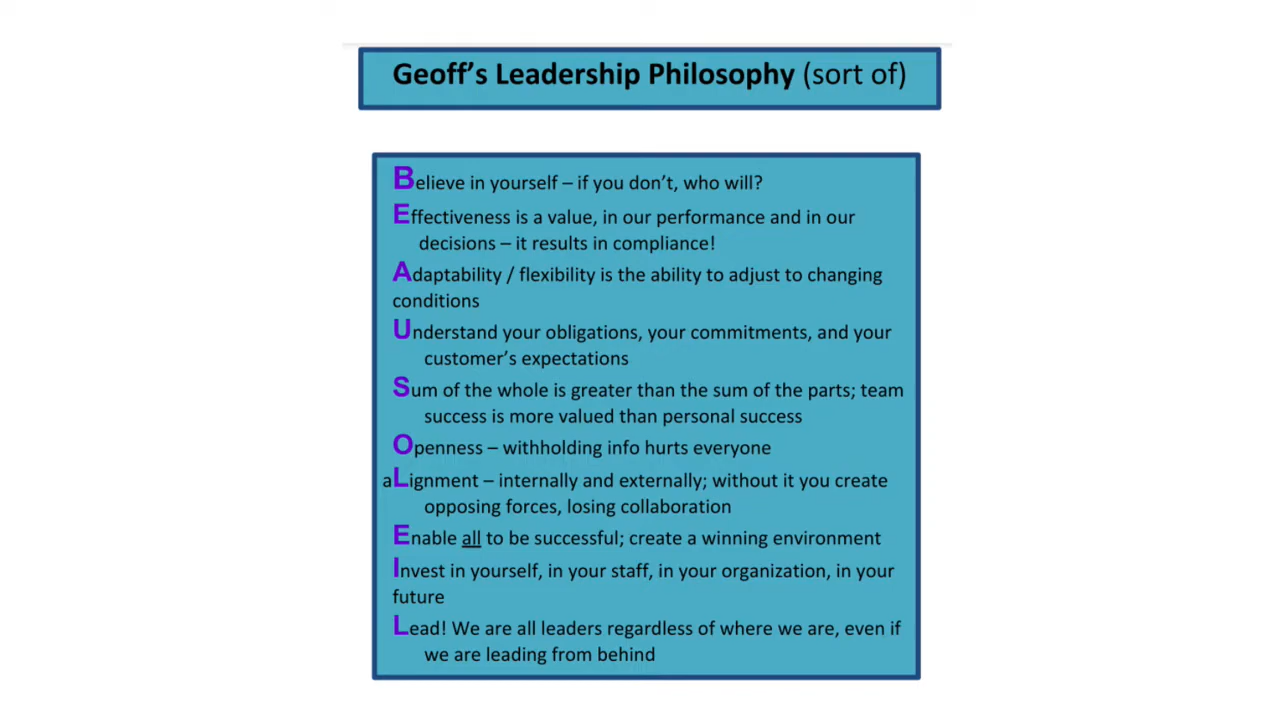 Geoff’s Leadership Philosophy (sort of)
Believe in yourself – if you don’t, who will?
Effectiveness is a value, in our performance and in our
decisions – it results in compliance!
Adaptability / flexibility is the ability to adjust to changing
conditions
Understand your obligations, your commitments, and your
customer’s expectations
Sum of the whole is greater than the sum of the parts; team
success is more valued than personal success
Openness – withholding info hurts everyone
aLignment – internally and externally; without it you create
opposing forces, losing collaboration
Enable all to be successful; create a winning environment
Invest in yourself, in your staff, in your organization, in your
future
Lead! We are all leaders regardless of where we are, even if
we are leading from behind